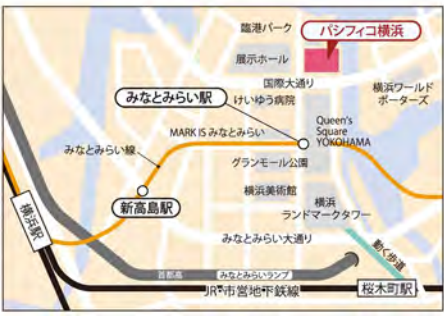 臨港パーク
パシフィコ横浜
展示ホール
国際大通り
みなとみらい駅
けいゆう病院
横浜ワールド
ポーターズ
MARK IS みなとみらい
Queen's
Square
YOKOHAMA
みなとみらい線
グランモール公園
新高島駅
横浜美術館
横浜
ランドマークタワー
横浜駅
みなとみらい大通り
動く歩道
首都高
みなとみらいランプ
JR・市営地下鉄線
桜木町駅